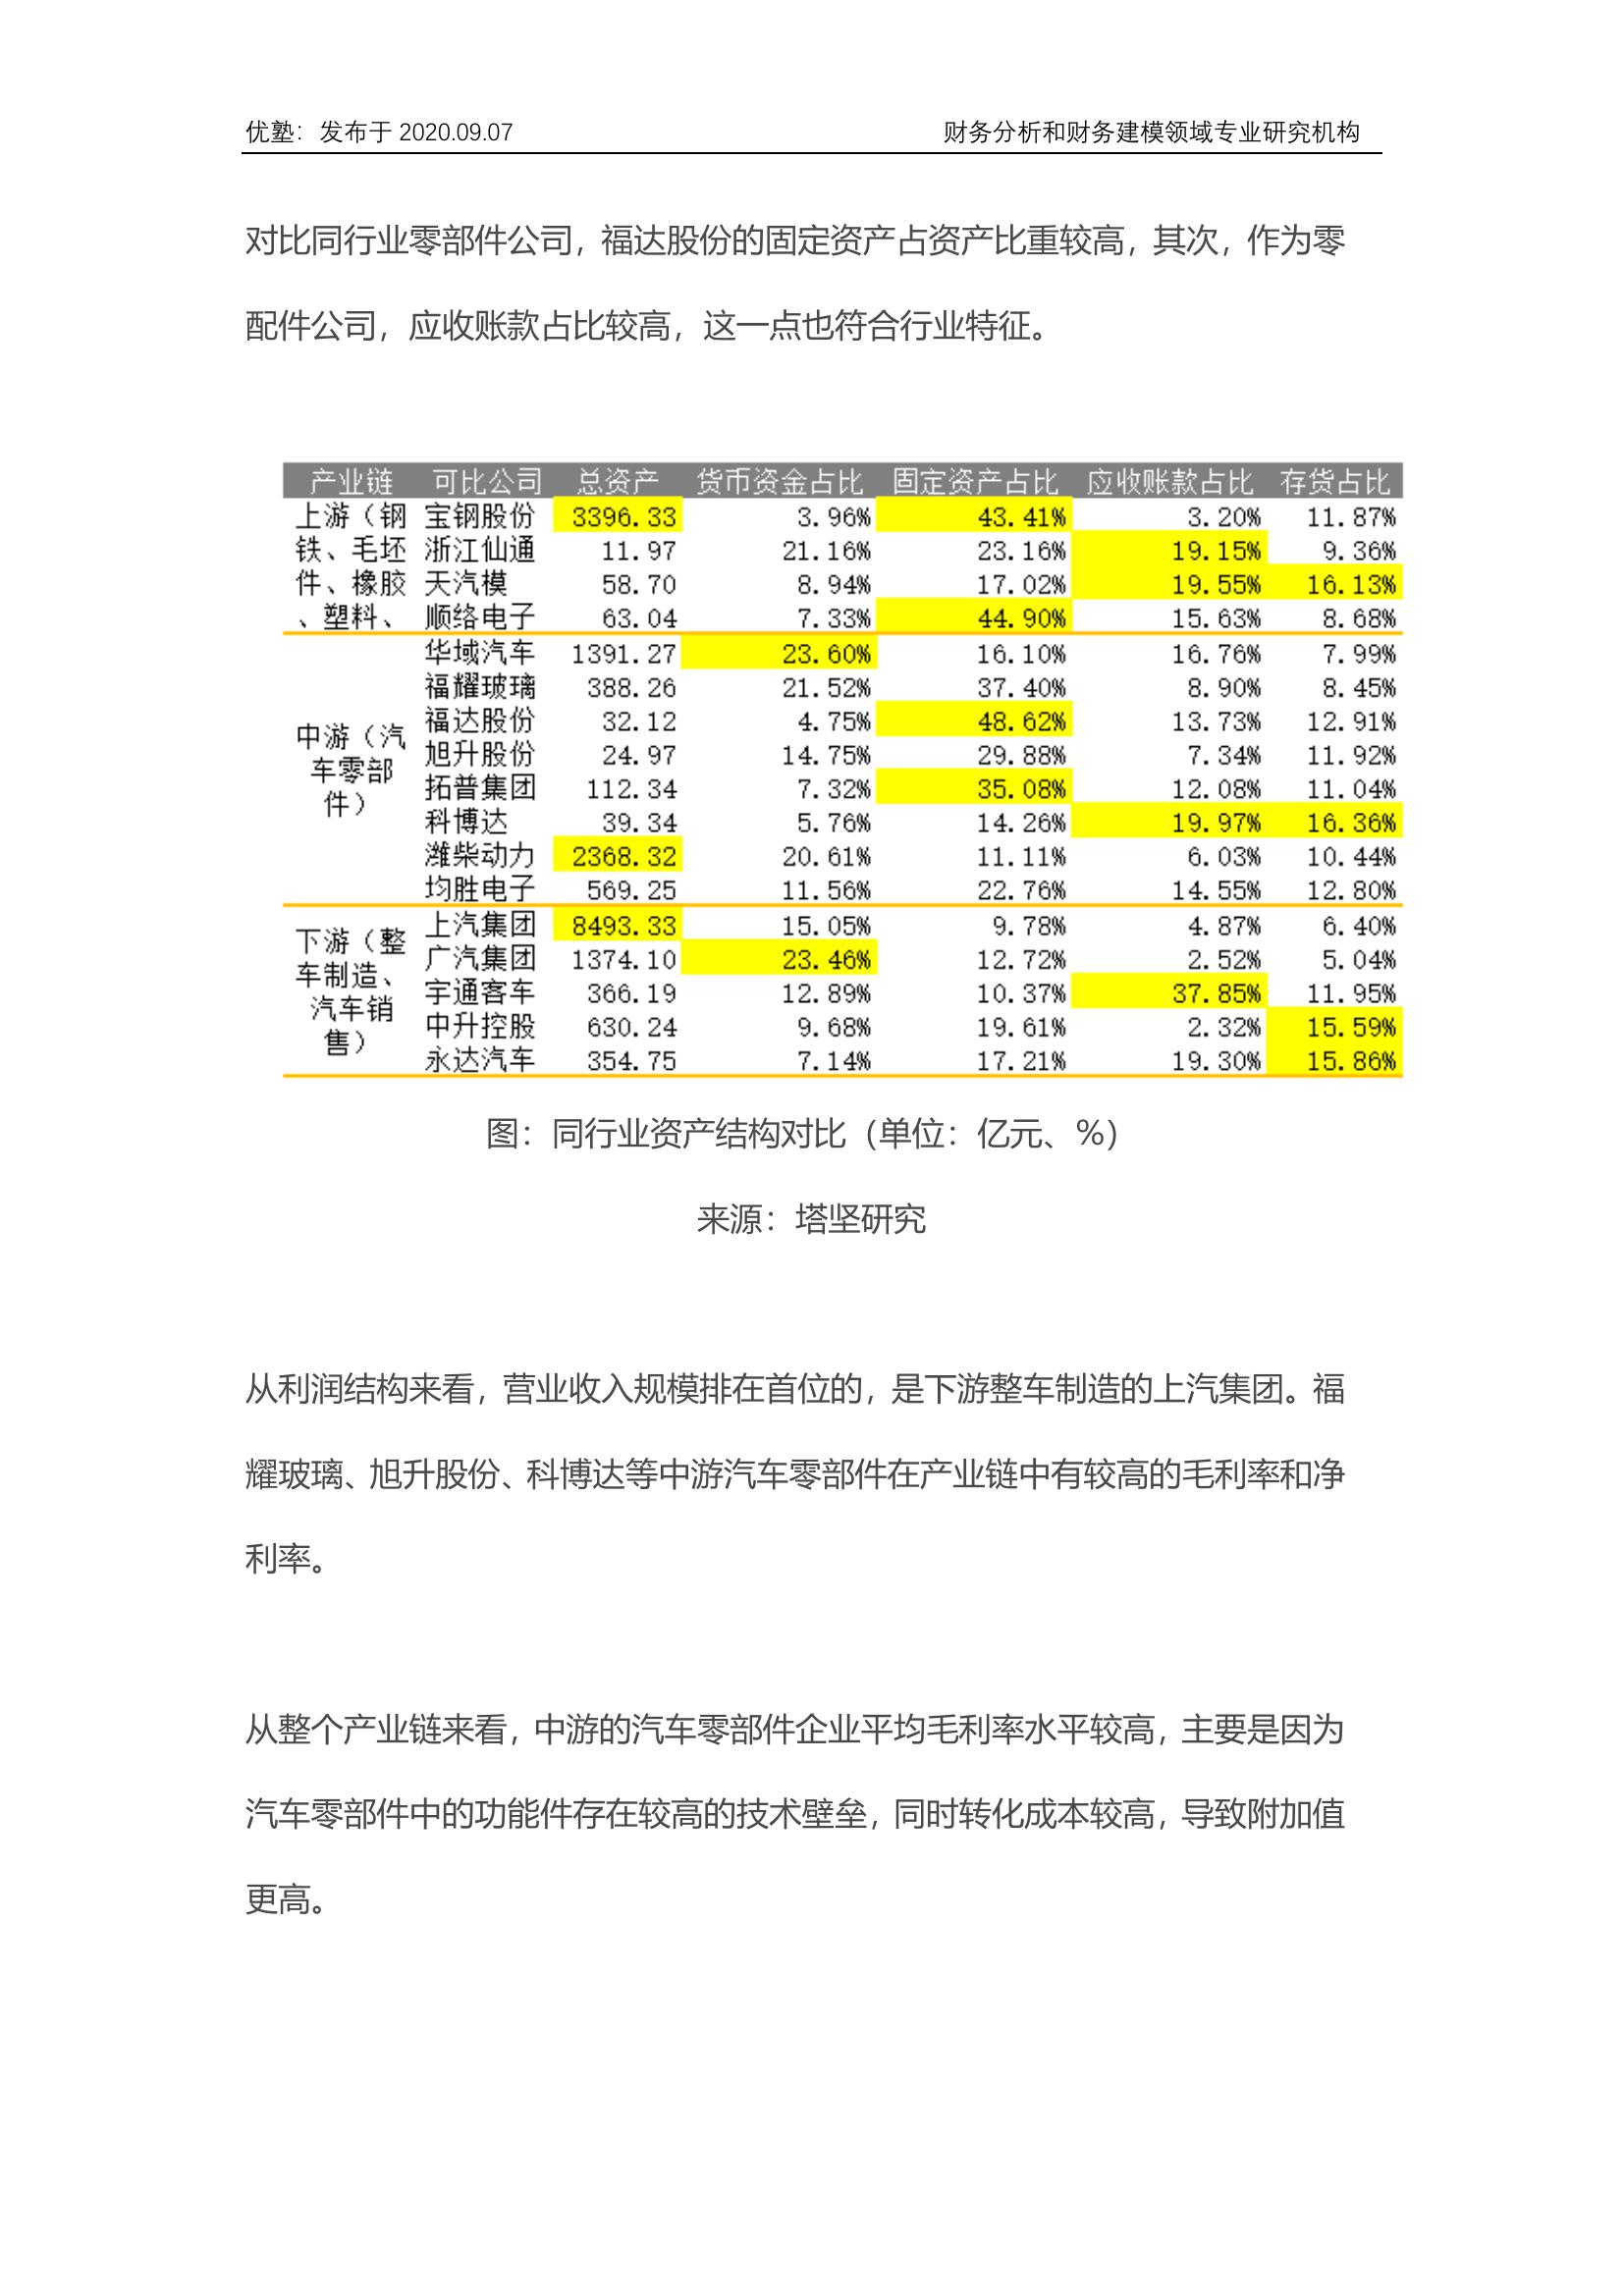 优塾：发布于 2020.09.07 财务分析和财务建模领域专业研究机构
对比同行业零部件公司，福达股份的固定资产占资产比重较高，其次，作为零
配件公司，应收账款占比较高，这一点也符合行业特征。
产业链 可比公司 总资产 货币资金占比 固定资产占比 应收账款占比 存货占比
上游（钢 宝钢股份 3396.33 3.96% 43.41% 3.20% 11.87%
铁、毛坯 浙江仙通 11.97 21.16% 23.16% 19.15% 9.36%
件、橡胶 天汽模 58.70 8.94% 17.02% 19.55% 16.13%
、塑料、 顺络电子 63.04 7.33% 44.90% 15.63% 8.68%
华域汽车 1391.27 23.60% 16.10% 16.76% 7.99%
福耀玻璃 388.26 21.52% 37.40% 8.90% 8.45%
中游（汽 福达股份 32.12 4.75% 48.62% 13.73% 12.91%
车零部 旭升股份 24.97 14.75% 29.88% 7.34% 11.92%
件） 拓普集团 112.34 7.32% 35.08% 12.08% 11.04%
科博达 39.34 5.76% 14.26% 19.97% 16.36%
潍柴动力 2368.32 20.61% 11.11% 6.03% 10.44%
均胜电子 569.25 11.56% 22.76% 14.55% 12.80%
下游（整 上汽集团 8493.33 15.05% 9.78% 4.87% 6.40%
车制造、 广汽集团 1374.10 23.46% 12.72% 2.52% 5.04%
汽车销 宇通客车 366.19 12.89% 10.37% 37.85% 11.95%
售） 中升控股 630.24 9.68% 19.61% 2.32% 15.59%
永达汽车 354.75 7.14% 17.21% 19.30% 15.86%
图：同行业资产结构对比（单位：亿元、%）
来源：塔坚研究
从利润结构来看，营业收入规模排在首位的，是下游整车制造的上汽集团。福
耀玻璃、旭升股份、科博达等中游汽车零部件在产业链中有较高的毛利率和净
利率。
从整个产业链来看，中游的汽车零部件企业平均毛利率水平较高，主要是因为
汽车零部件中的功能件存在较高的技术壁垒，同时转化成本较高，导致附加值
更高。